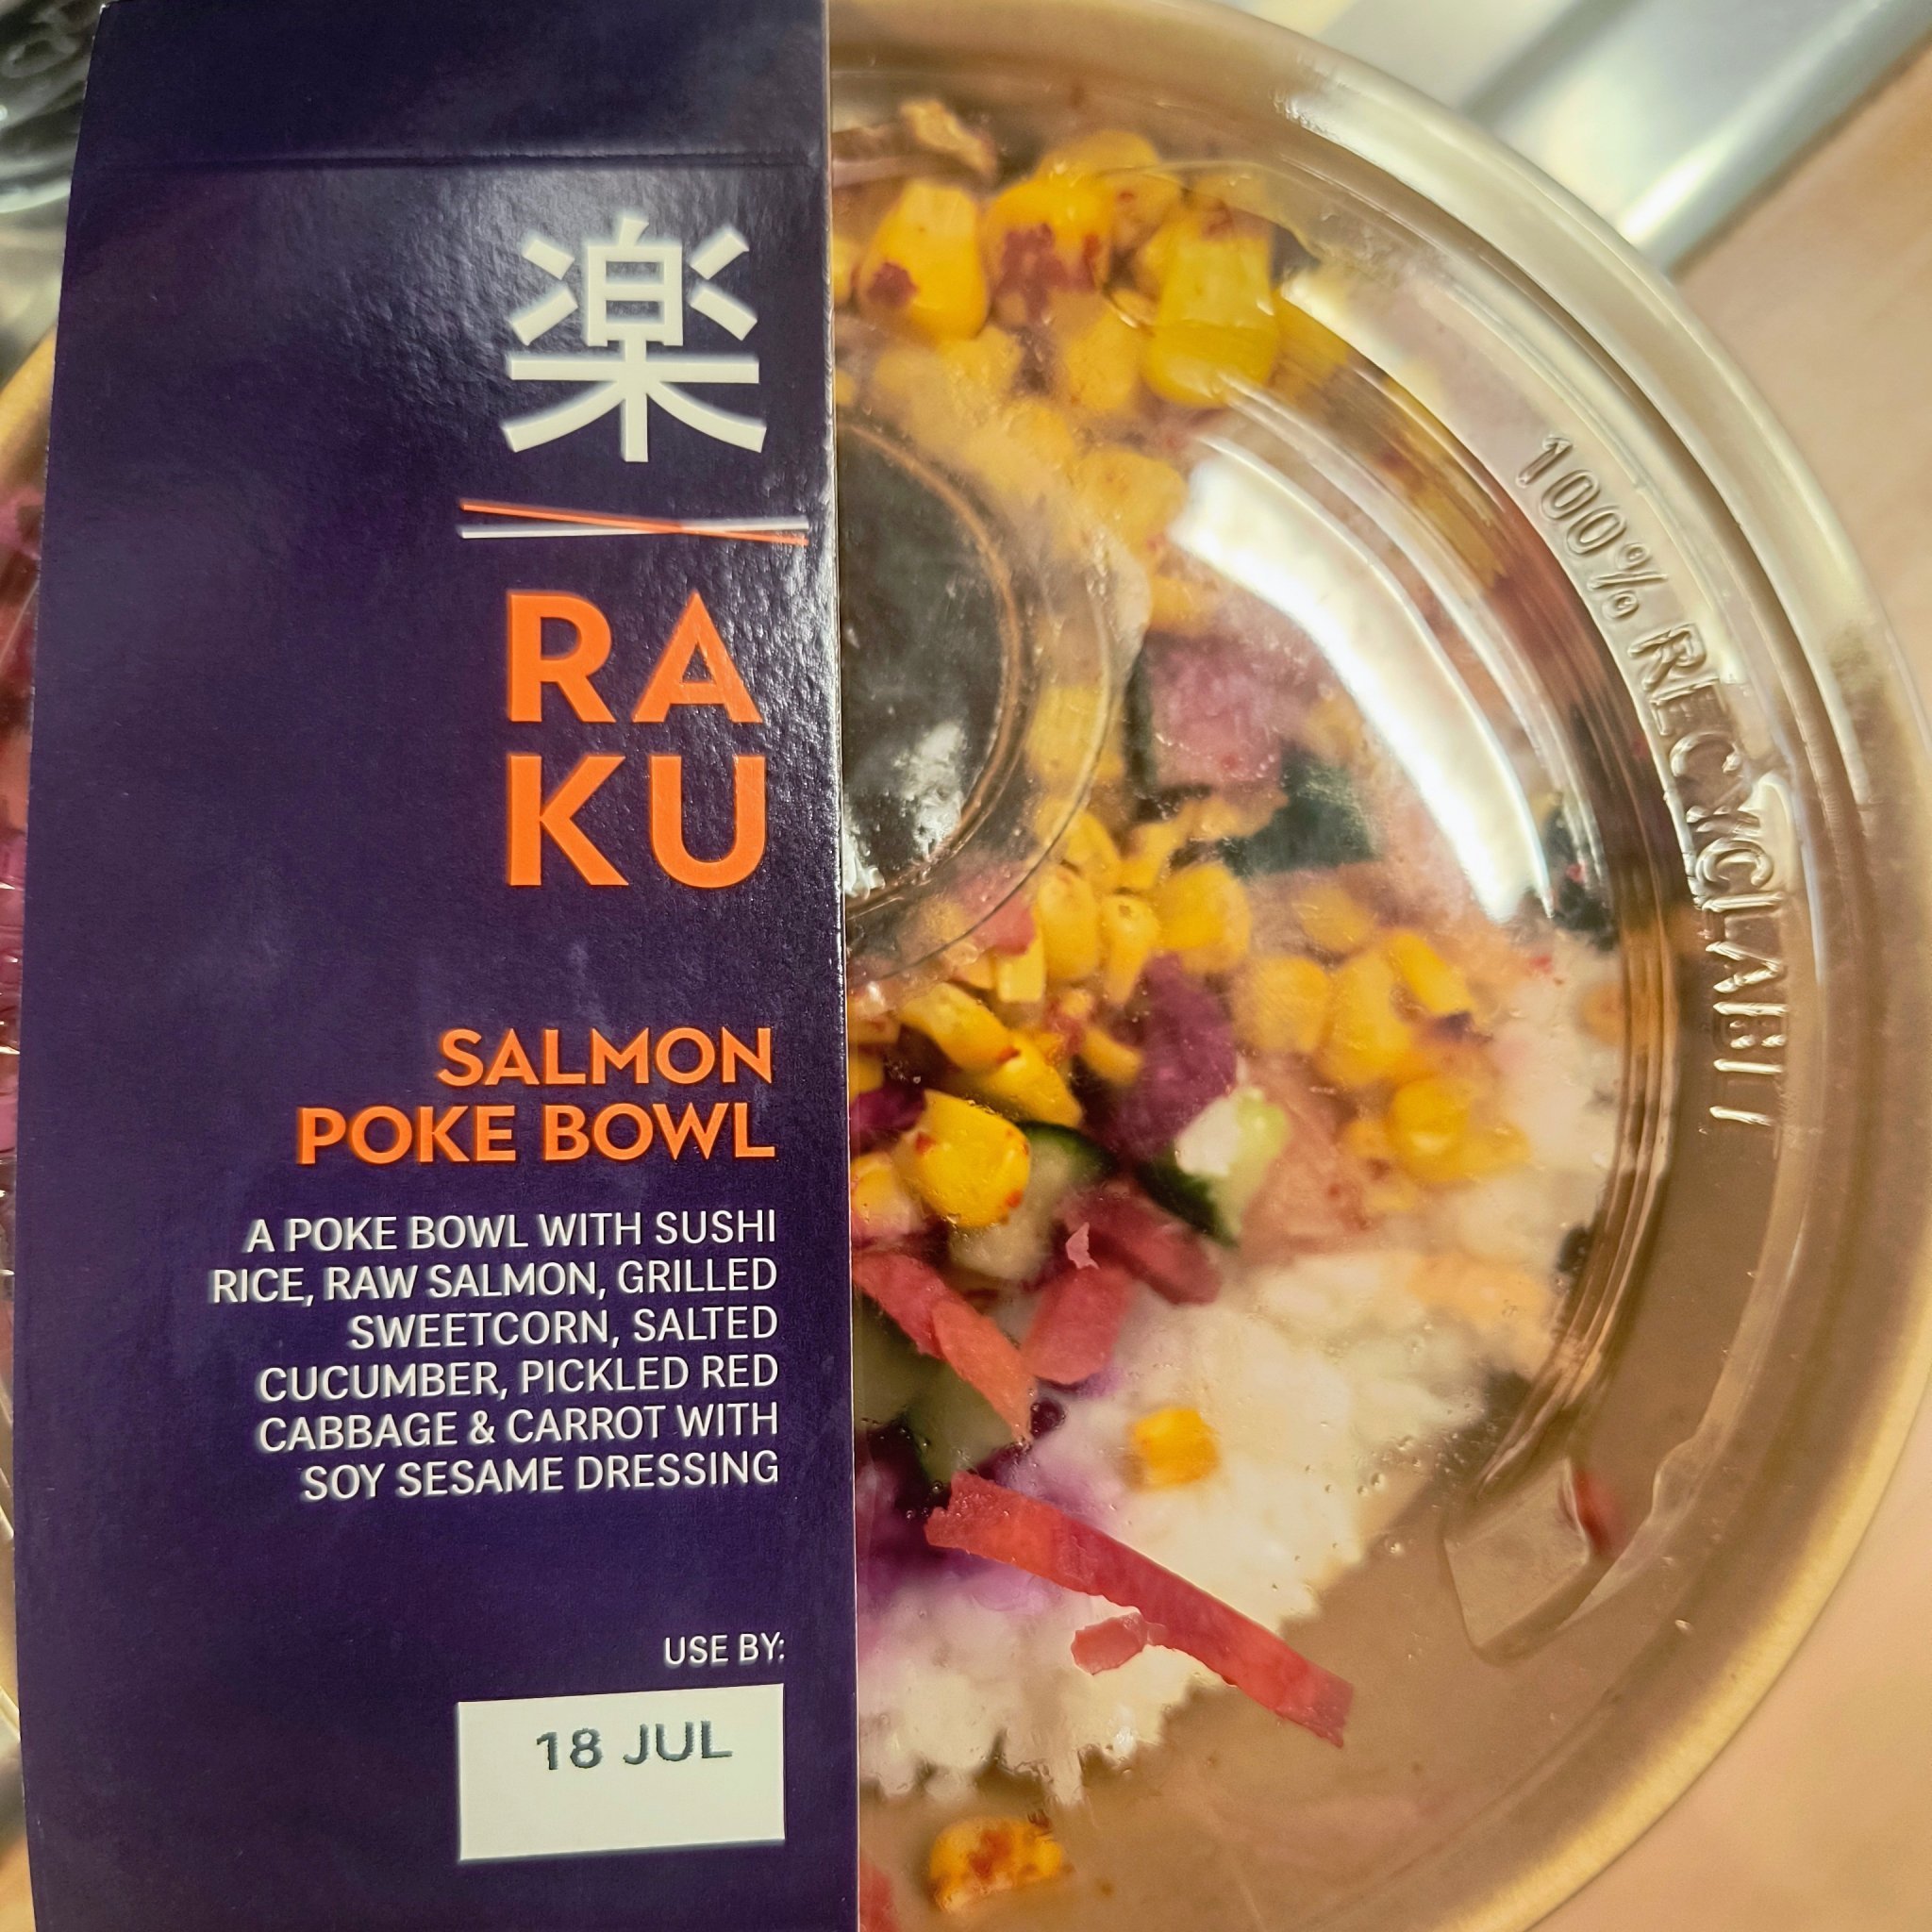 楽
RA
KU
SALMON
POKE BOWL
A POKE BOWL WITH SUSHI
RICE, RAW SALMON, GRILLED
SWEETCORN, SALTED
CUCUMBER, PICKLED RED
CABBAGE & CARROT WITH
SOY SESAME DRESSING
USE BY:
18 JUL
100% RECYCLABLE